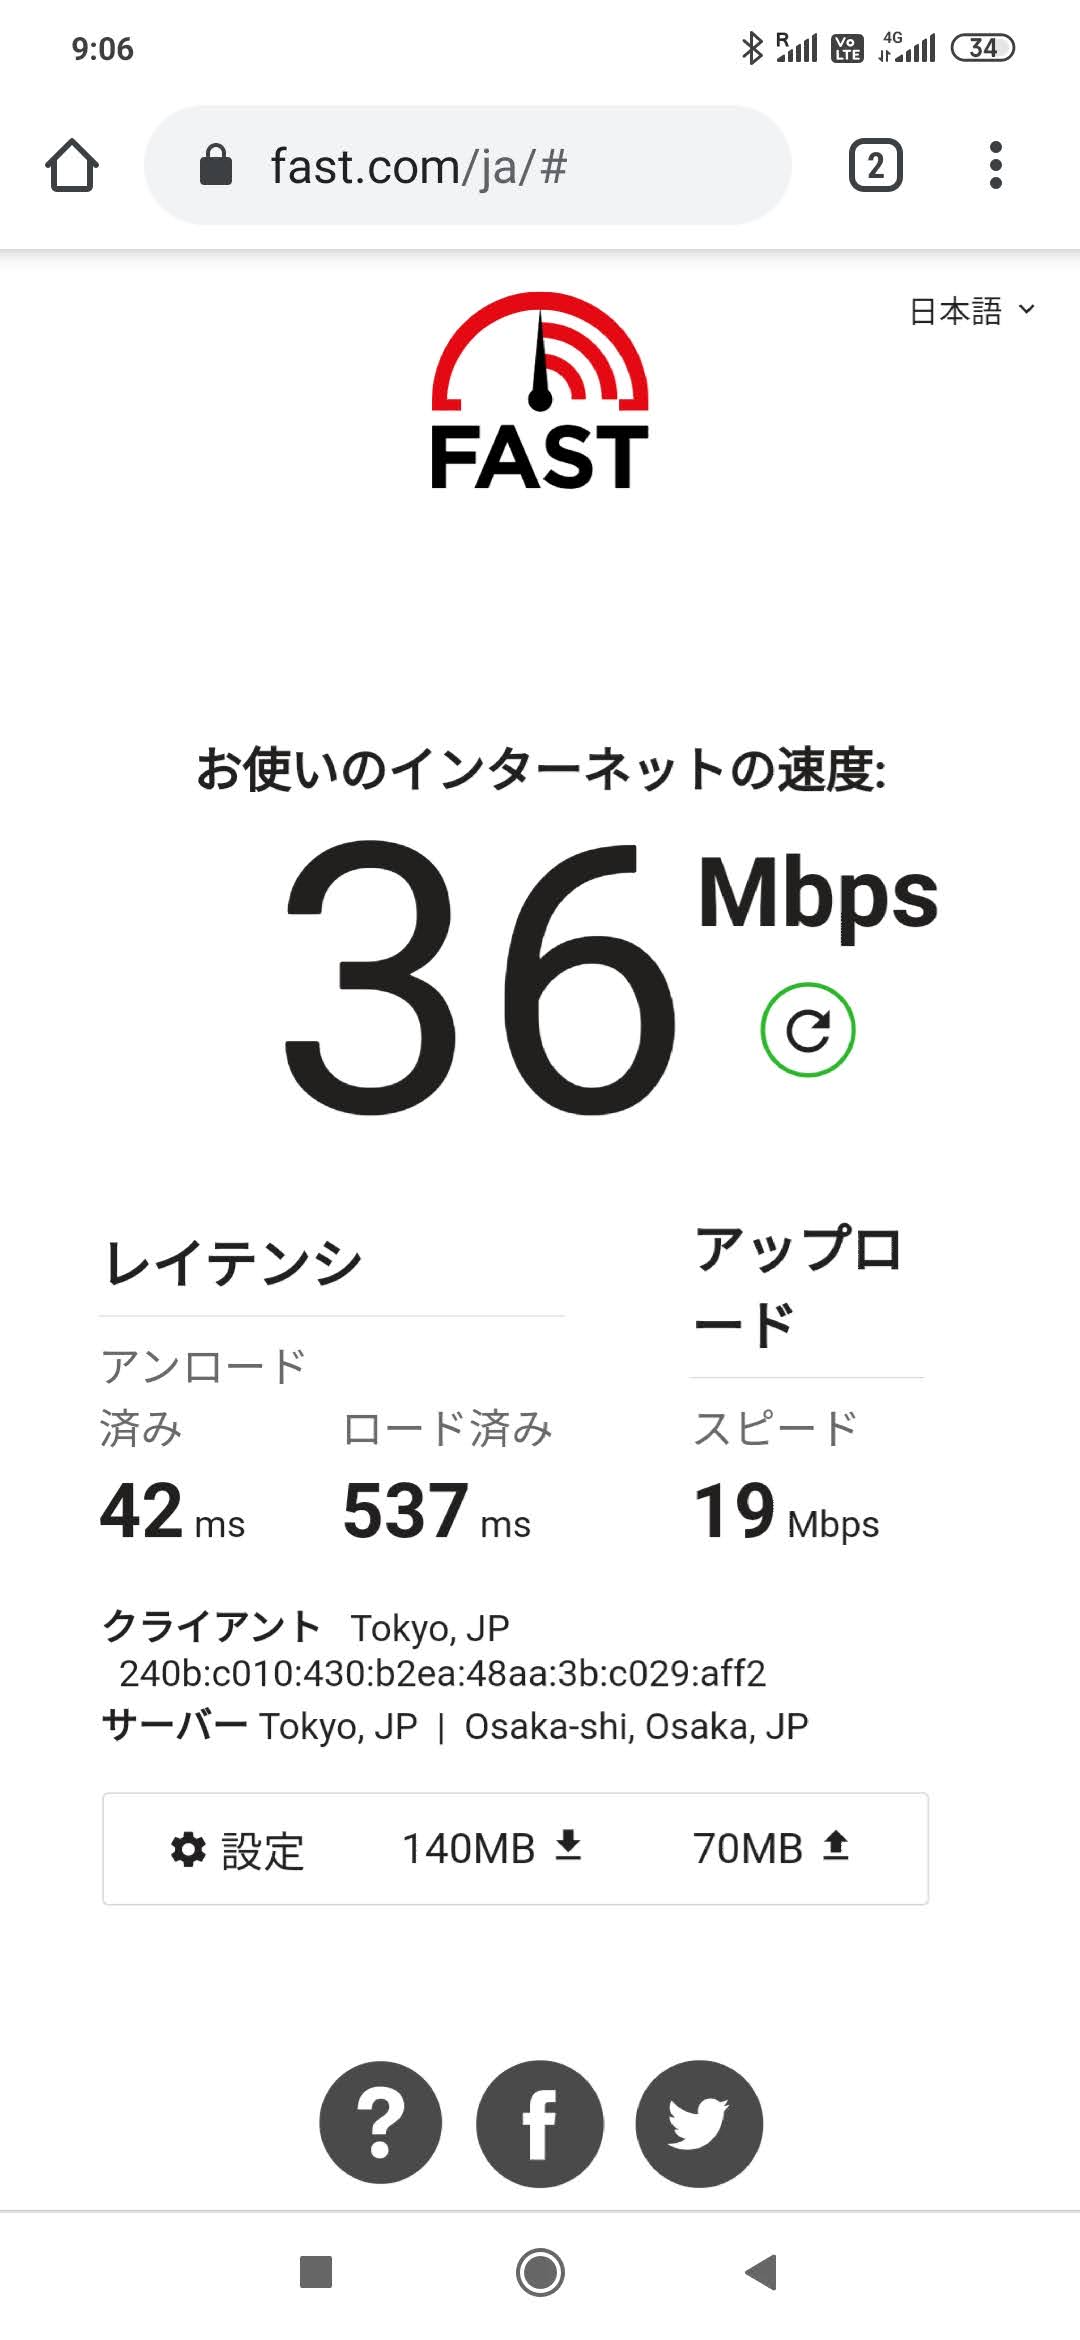 9:06
R
Vo
LTE
4G
34
fast.com/ja/#
2
日本語
FAST
お使いのインターネットの速度:
36 Mbps
レイテンシ
アップロ
ード
アンロード
済み
ロード済み
スピード
42 ms
537 ms
19 Mbps
クライアント Tokyo, JP
240b:c010:430:b2ea:48aa:3b:c029:aff2
サーバー Tokyo, JP | Osaka-shi, Osaka, JP
設定 140MB 70MB
? f